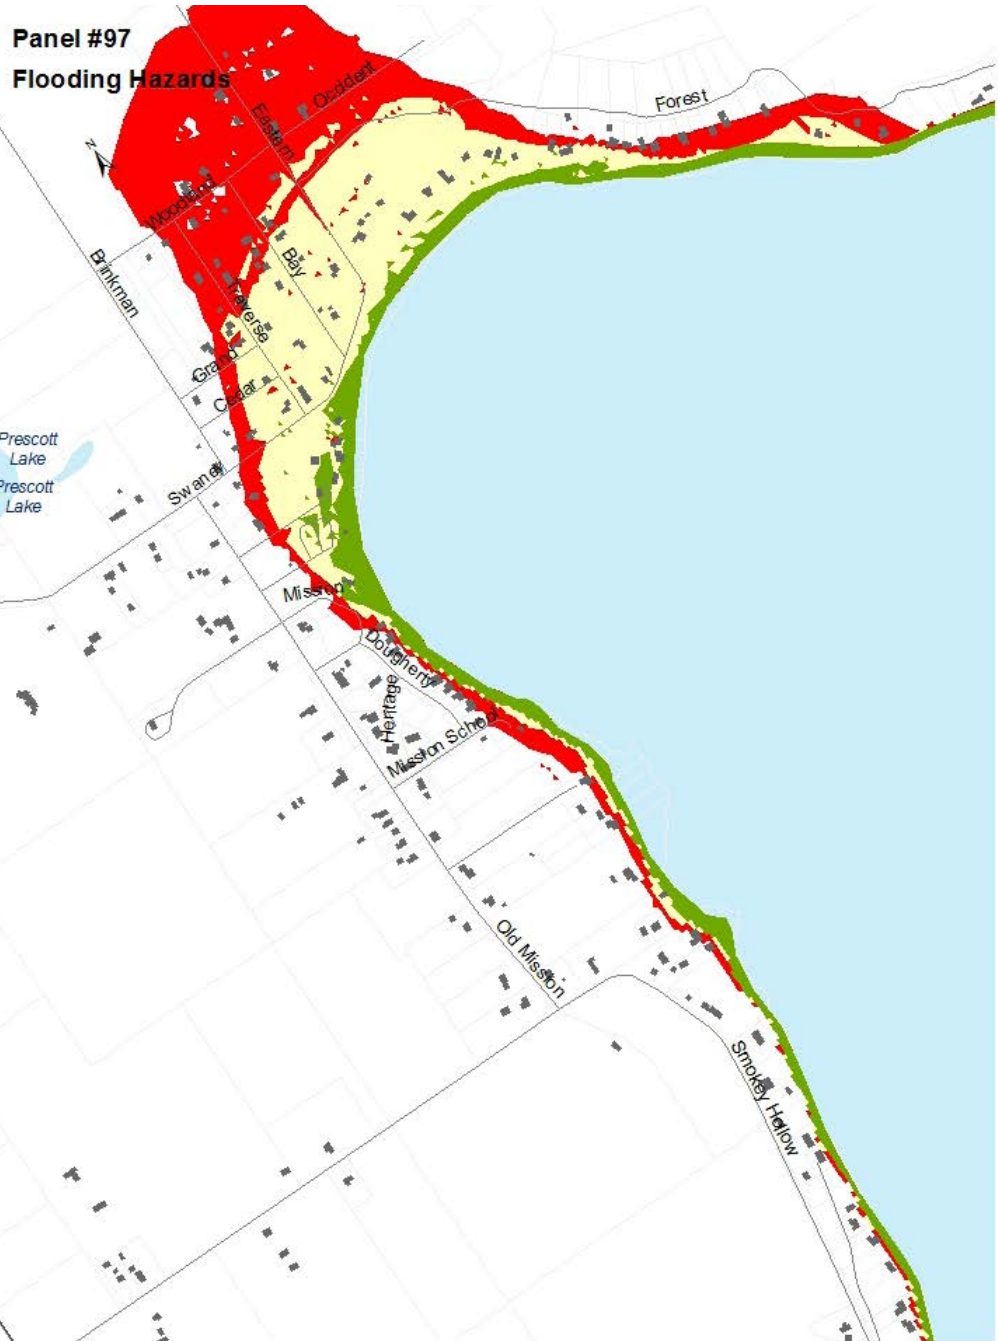 Panel #97
Flooding Hazards
Occident
Forest
Eastern
N
Woodland
Brinkman
Bay
Traverse
Grand
Cedar
Prescott
Lake
Swaney
Prescott
Lake
Mission
Dougherty
Heritage
Mission School
Old Mission
Smokey Hollow